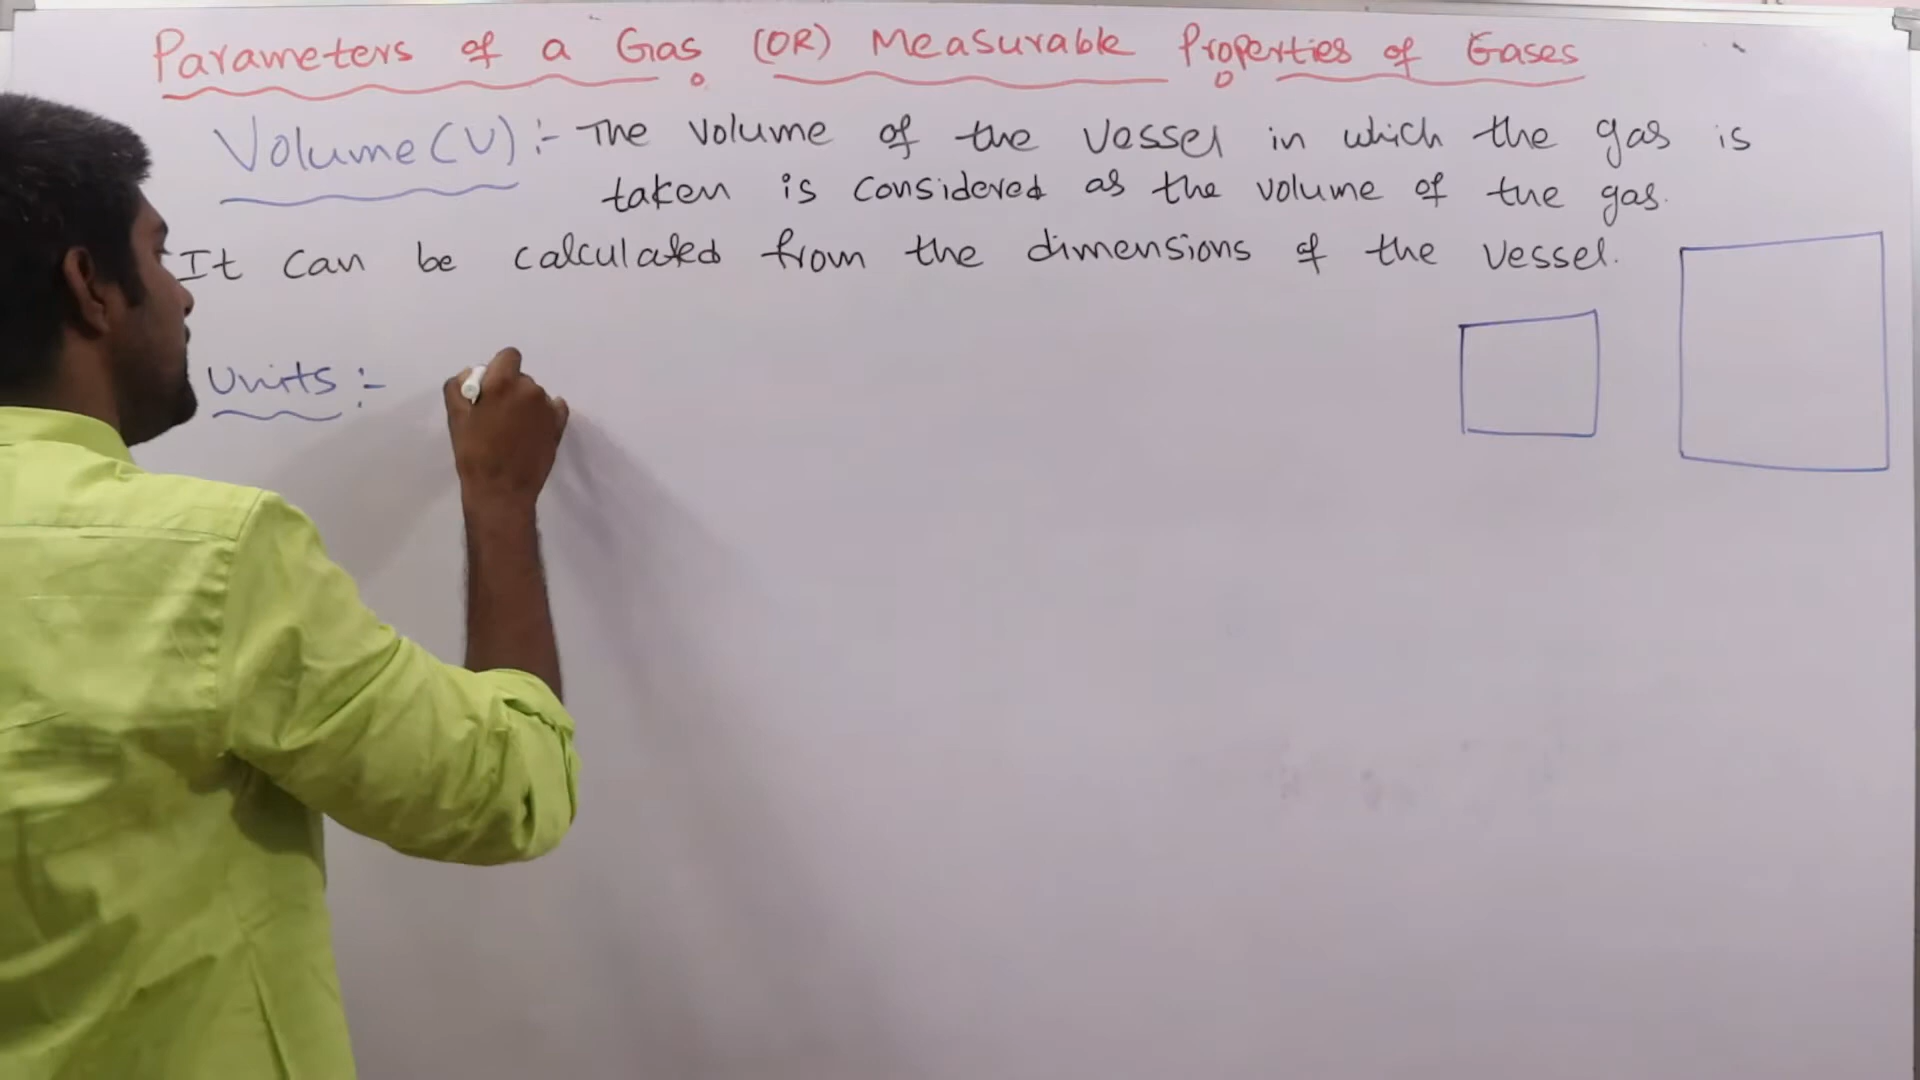 Parameters of a Gas (OR) Measurable Properties of Gases
Volume (V) :- The volume of the vessel in which the gas is
taken is considered as the volume of the gas.
It can be calculated from the dimensions of the vessel.
Units :-